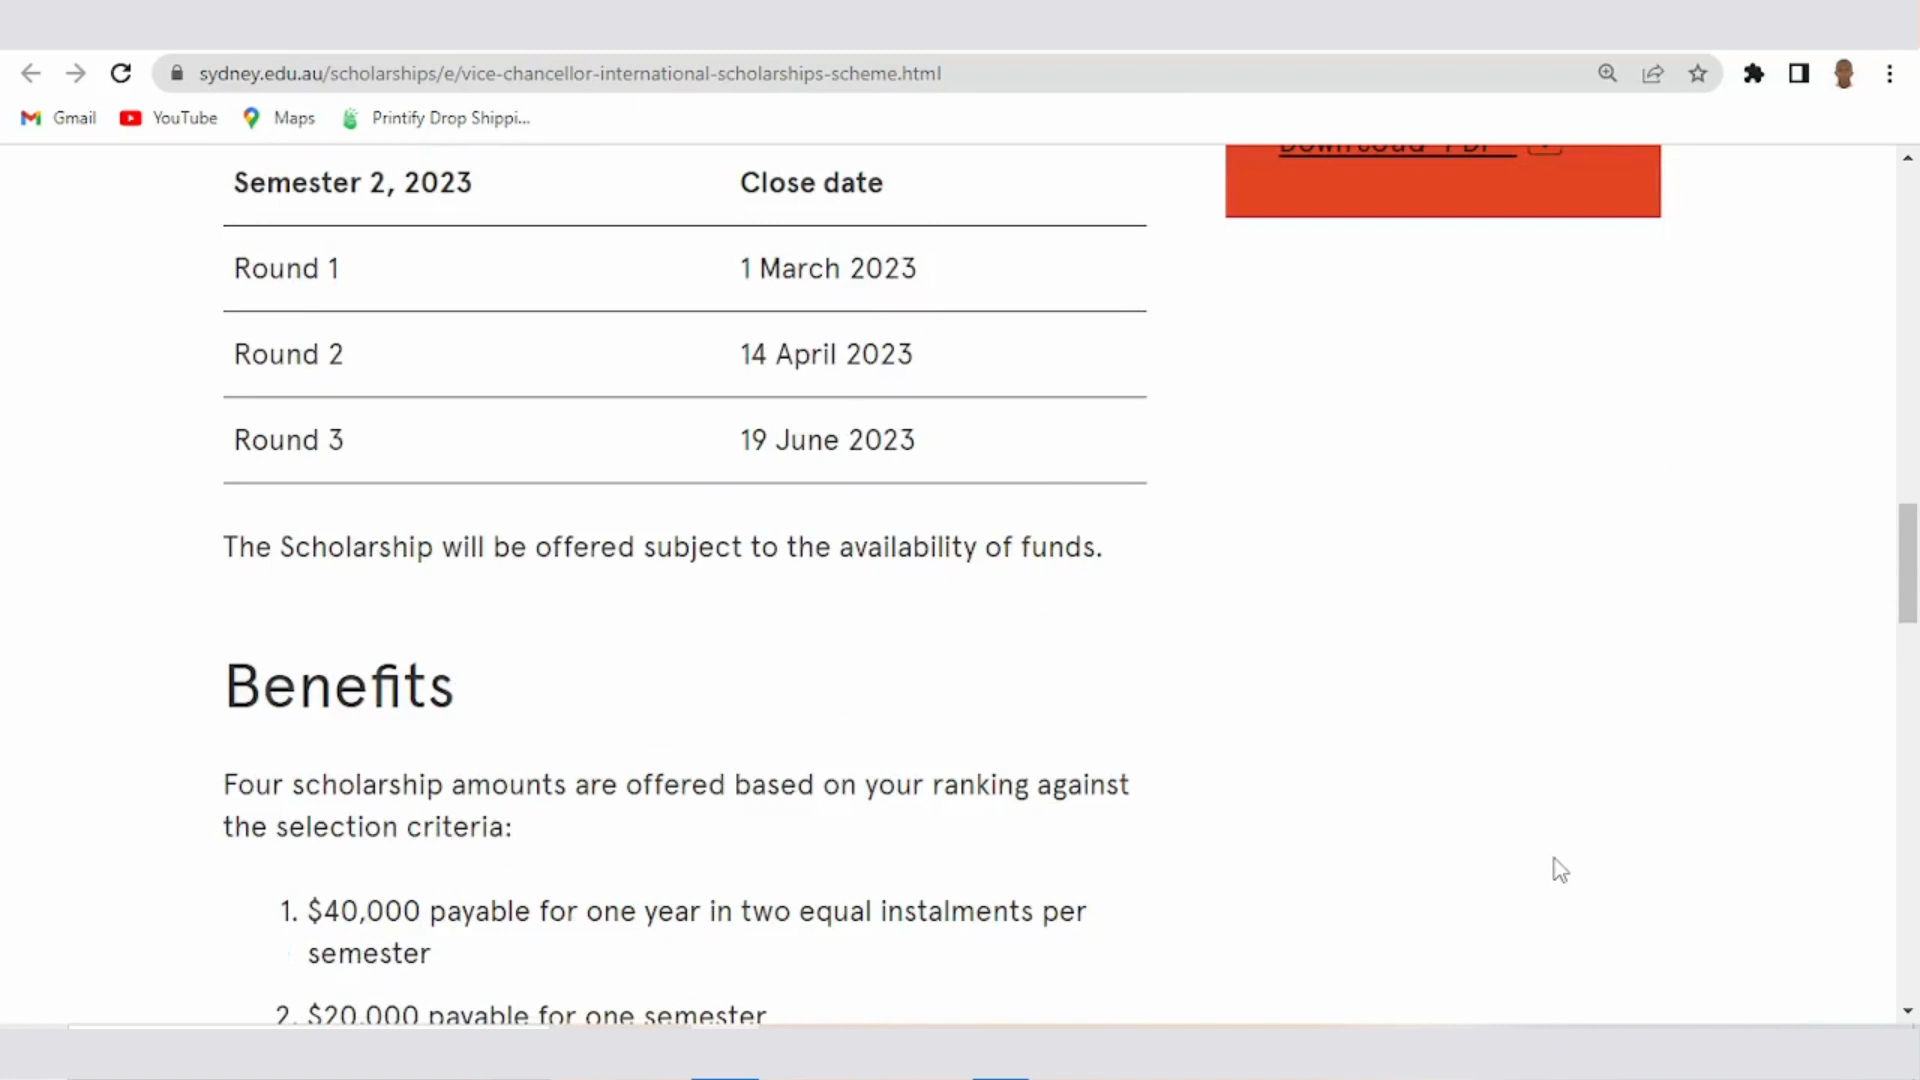 sydney.edu.au/scholarships/e/vice-chancellor-international-scholarships-scheme.html
Gmail YouTube Maps Printify Drop Shippi...
Download PDF
Semester 2, 2023 Close date
Round 1 1 March 2023
Round 2 14 April 2023
Round 3 19 June 2023
The Scholarship will be offered subject to the availability of funds.
Benefits
Four scholarship amounts are offered based on your ranking against
the selection criteria:
1. $40,000 payable for one year in two equal instalments per
semester
2. $20,000 payable for one semester